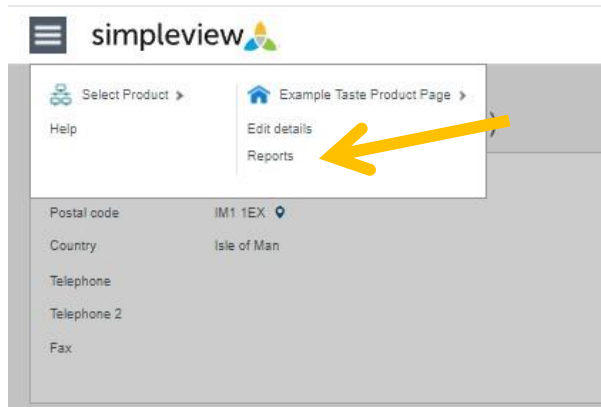 simpleview
Select Product > Example Taste Product Page >
Help Edit details
Reports
)
Postal code IM1 1EX
Country Isle of Man
Telephone
Telephone 2
Fax